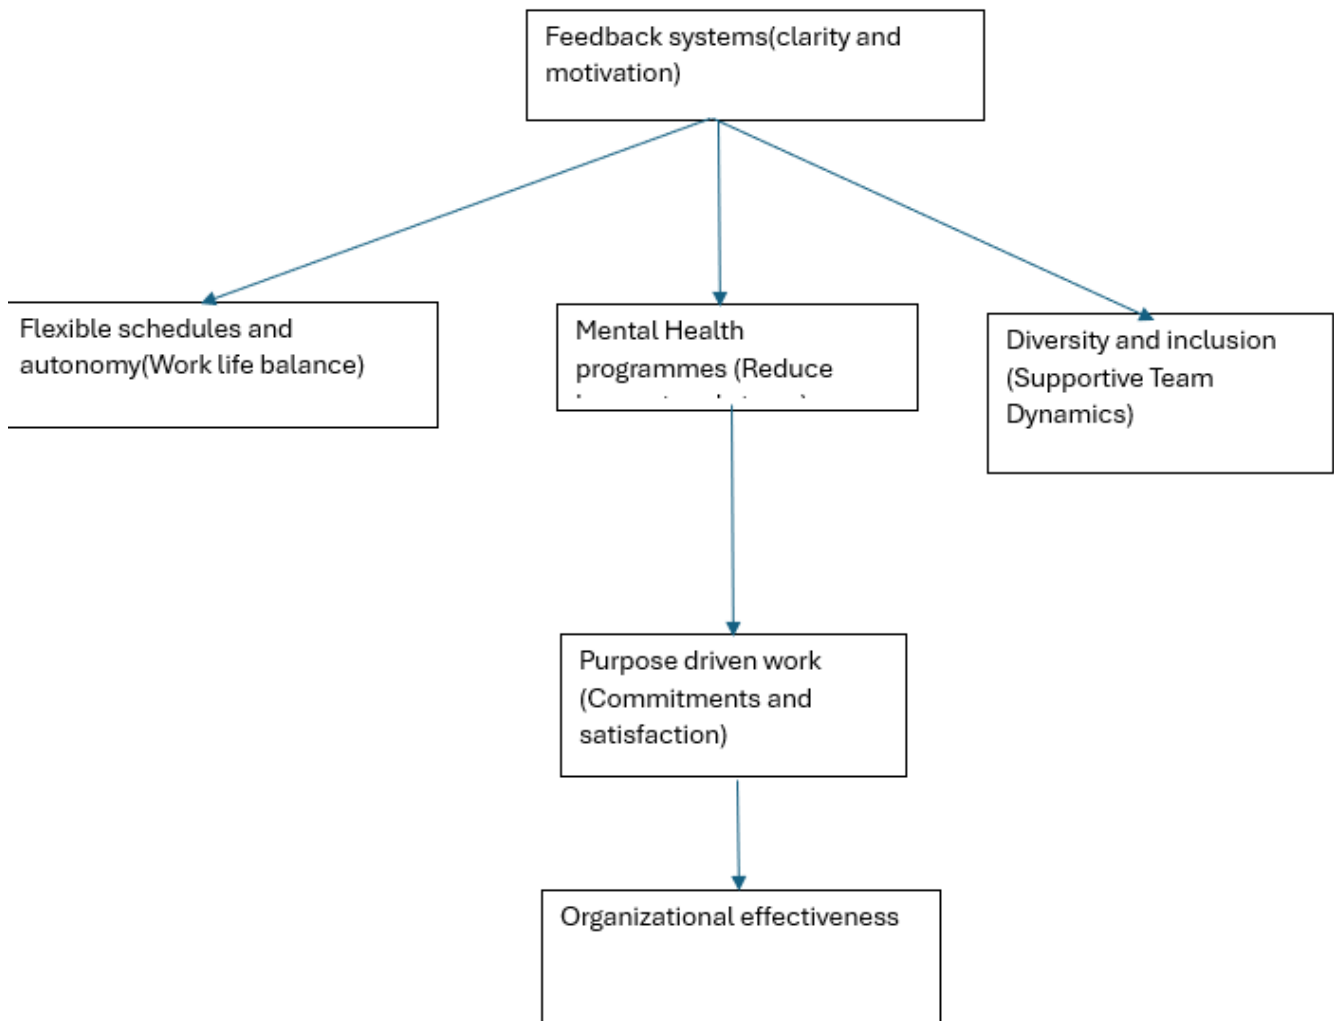 Feedback systems(clarity and
motivation)
Flexible schedules and
autonomy(Work life balance)
Mental Health
programmes (Reduce
Diversity and inclusion
(Supportive Team
Dynamics)
Purpose driven work
(Commitments and
satisfaction)
Organizational effectiveness